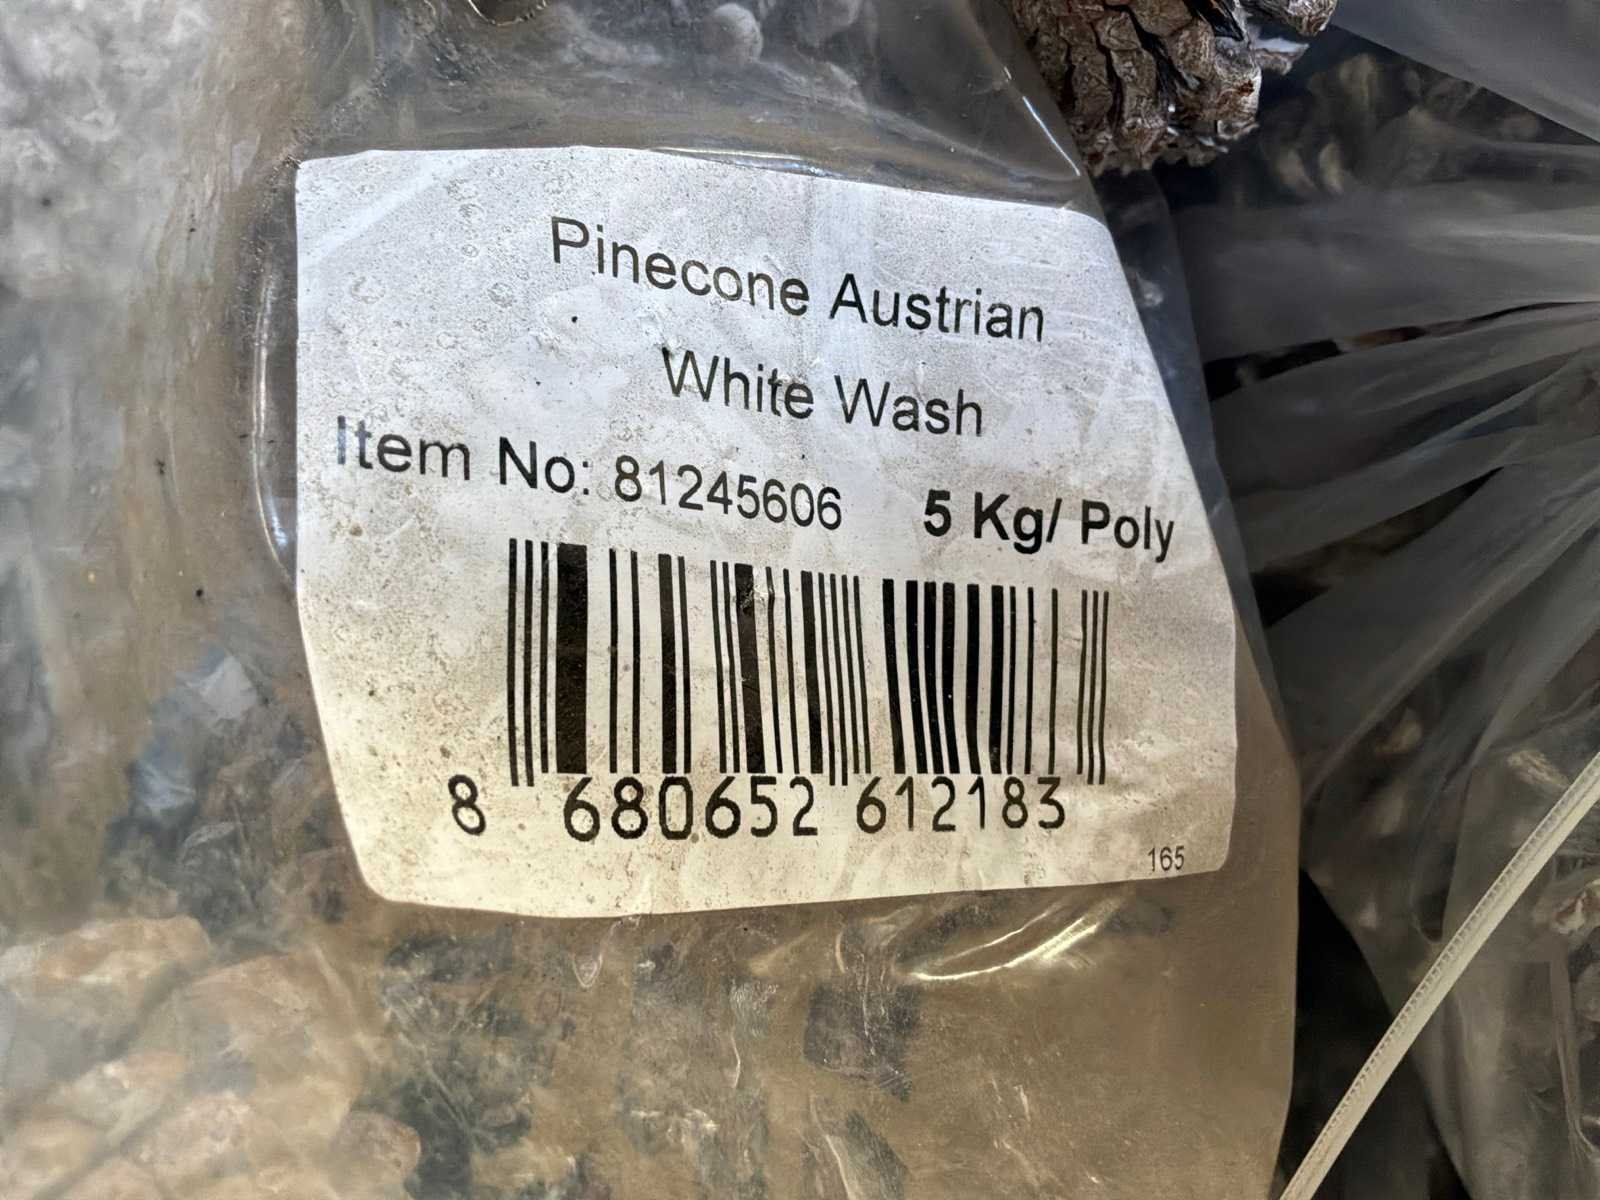 Pinecone Austrian
White Wash
Item No: 81245606 5 Kg/ Poly
8 680652 612183
165